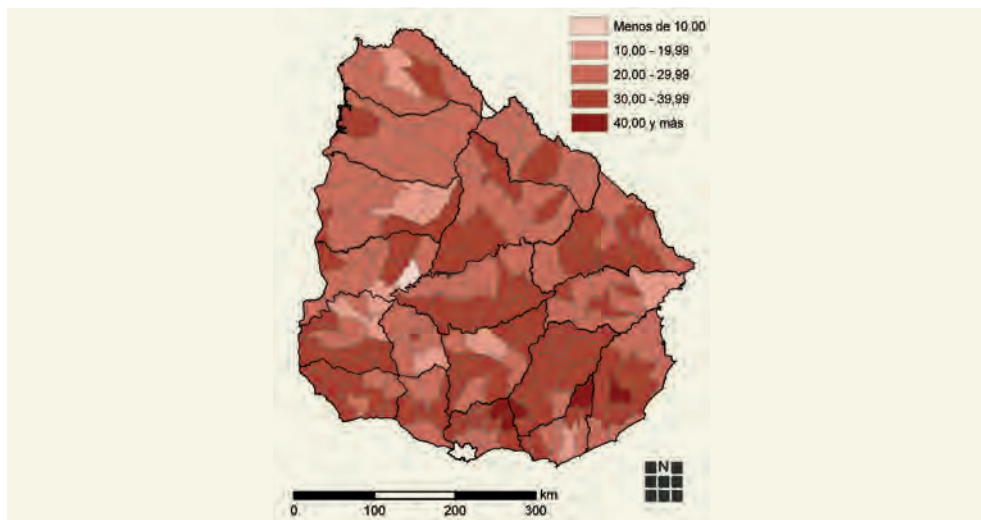 Menos de 10,00
10,00 - 19,99
20,00 - 29,99
30,00 - 39,99
40,00 y más
N
km
0 100 200 300